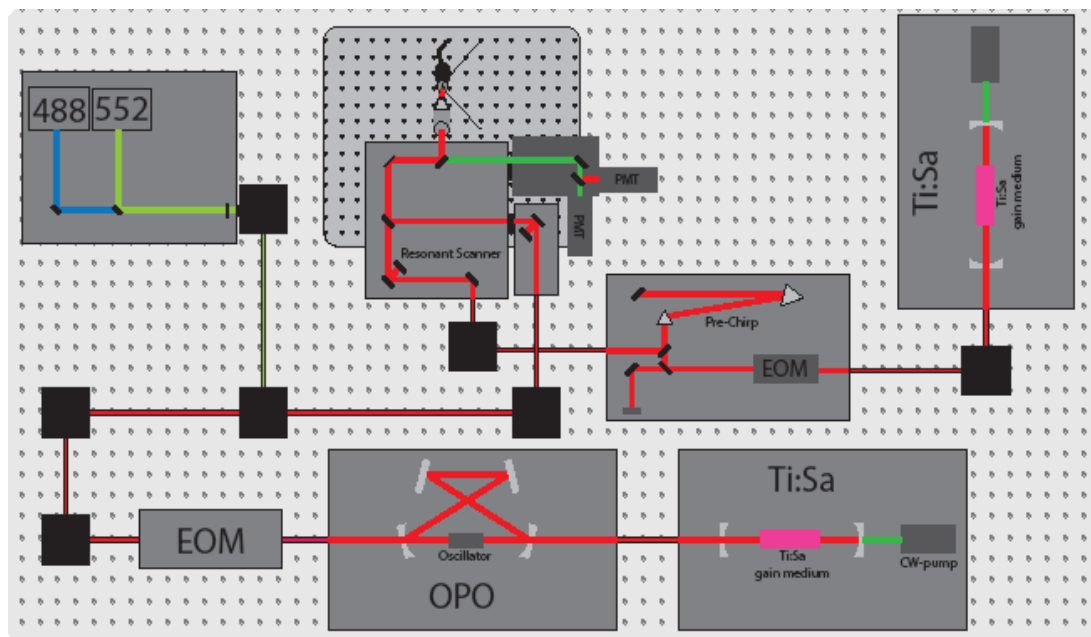 488
552
PMT
PMT
Resonant Scanner
Ti:Sa
Ti:Sa
gain medium
Pre-Chirp
EOM
EOM
Oscillator
OPO
Ti:Sa
Ti:Sa
gain medium
CW-pump